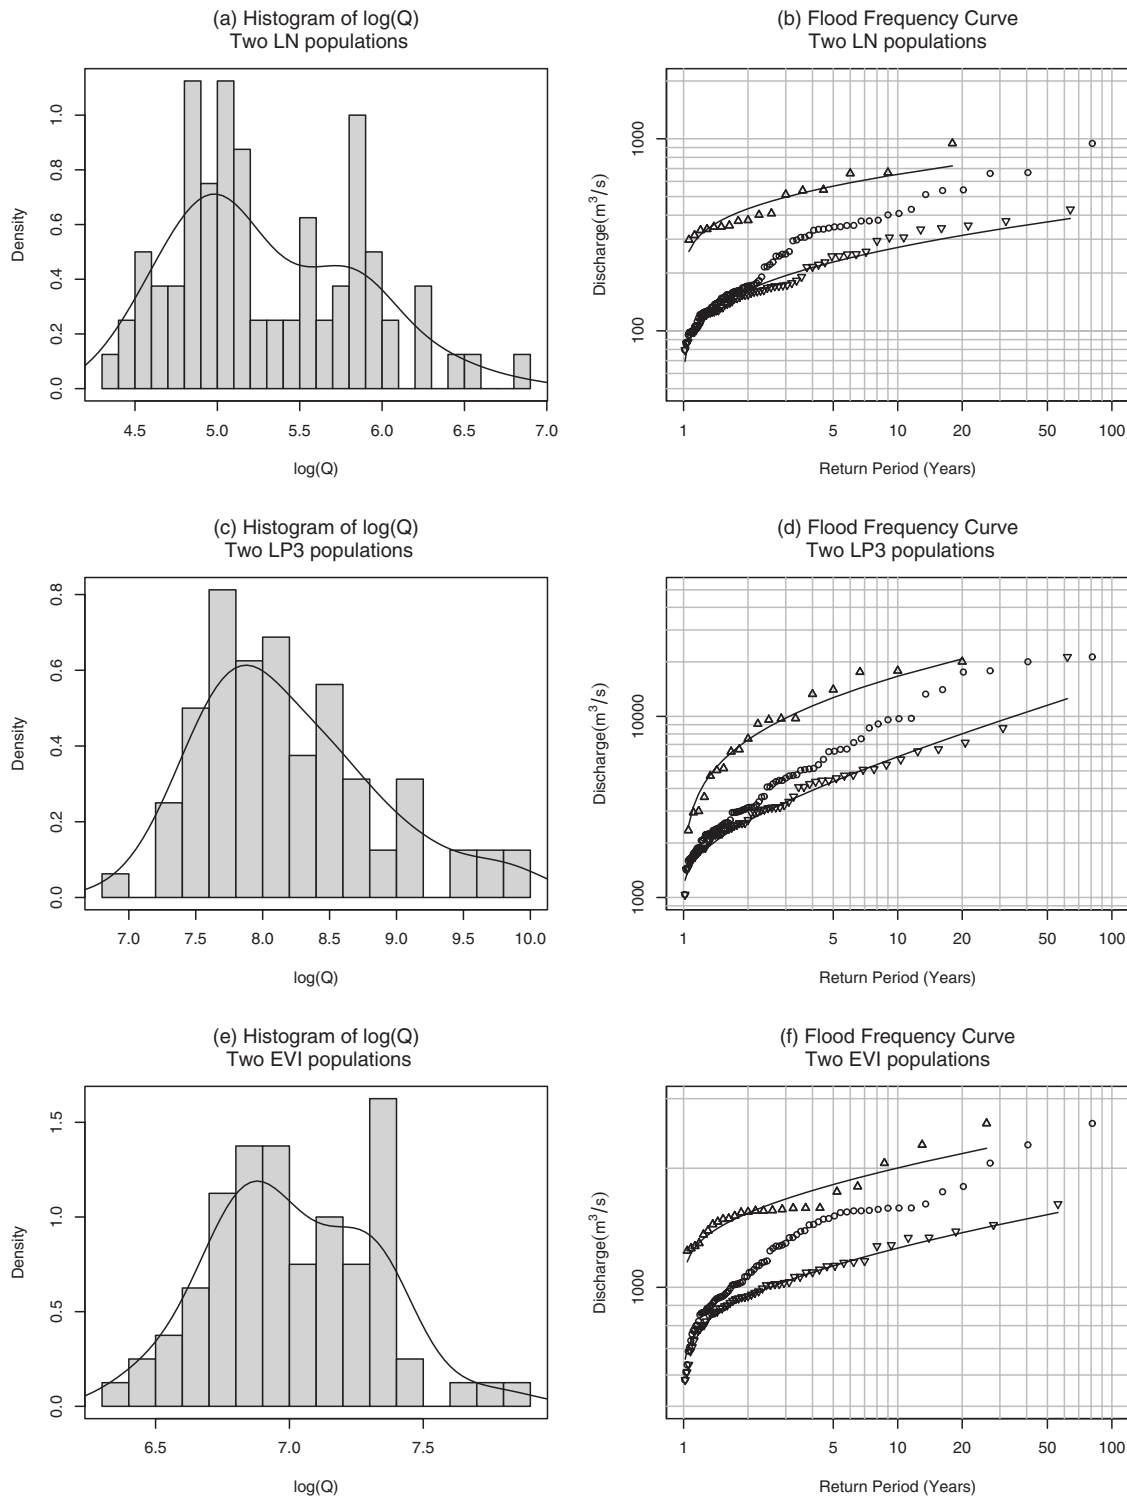 (a) Histogram of log(Q)
Two LN populations
Density
0.0 0.2 0.4 0.6 0.8 1.0
4.5 5.0 5.5 6.0 6.5 7.0
log(Q)
(b) Flood Frequency Curve
Two LN populations
Discharge(m³/s)
100 1000
1 5 10 20 50 100
Return Period (Years)
(c) Histogram of log(Q)
Two LP3 populations
Density
0.0 0.2 0.4 0.6 0.8
7.0 7.5 8.0 8.5 9.0 9.5 10.0
log(Q)
(d) Flood Frequency Curve
Two LP3 populations
Discharge(m³/s)
1000 10000
1 5 10 20 50 100
Return Period (Years)
(e) Histogram of log(Q)
Two EVI populations
Density
0.0 0.5 1.0 1.5
6.5 7.0 7.5
log(Q)
(f) Flood Frequency Curve
Two EVI populations
Discharge(m³/s)
1000
1 5 10 20 50 100
Return Period (Years)